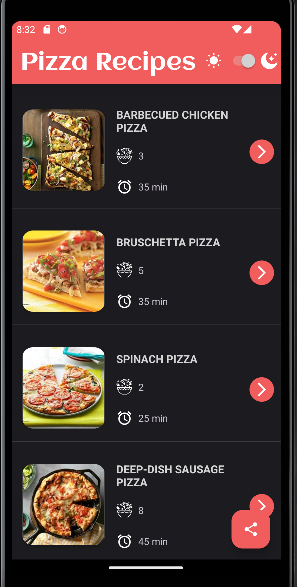 8:32
Pizza Recipes
BARBECUED CHICKEN
PIZZA
3
35 min
BRUSCHETTA PIZZA
5
35 min
SPINACH PIZZA
2
25 min
DEEP-DISH SAUSAGE
PIZZA
8
45 min